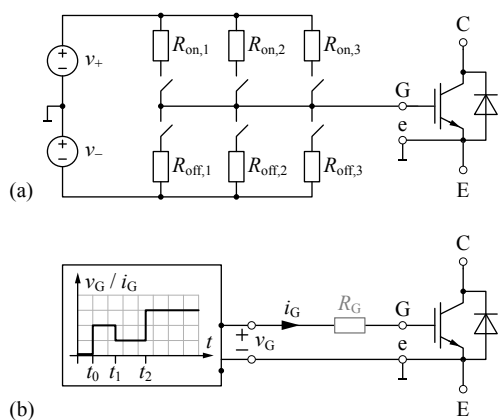 R_on,1 R_on,2 R_on,3 C
v_+
G
e
v_−
R_off,1 R_off,2 R_off,3
(a) E
C
v_G / i_G
i_G R_G G
v_G e
t
t_0 t_1 t_2
(b) E